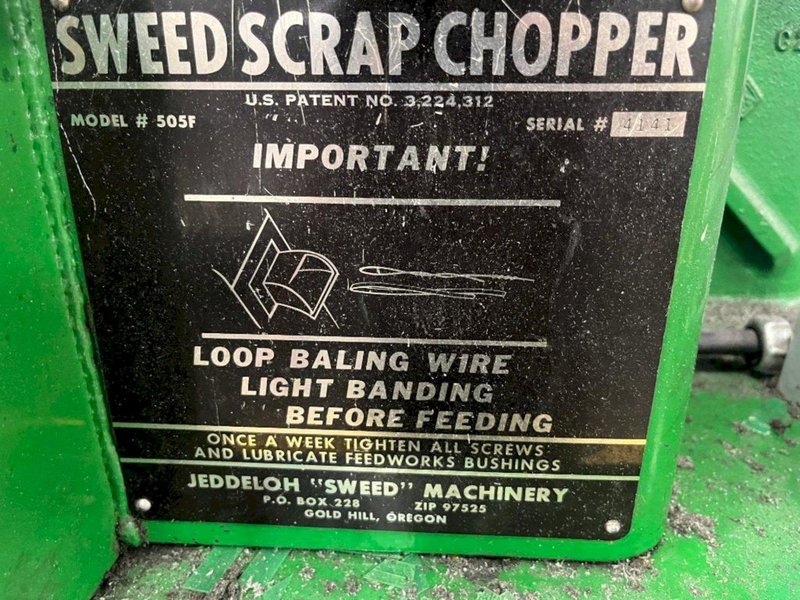 SWEED SCRAP CHOPPER
U.S. PATENT NO. 3,224,312
MODEL # 505F SERIAL # 4141
IMPORTANT!
LOOP BALING WIRE
LIGHT BANDING
BEFORE FEEDING
ONCE A WEEK TIGHTEN ALL SCREWS
AND LUBRICATE FEEDWORKS BUSHINGS
JEDDELOH "SWEED" MACHINERY
P.O. BOX 228 ZIP 97525
GOLD HILL, OREGON